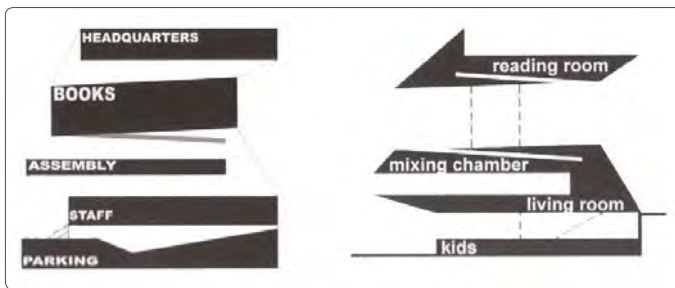 HEADQUARTERS
BOOKS
ASSEMBLY
STAFF
PARKING
reading room
mixing chamber
living room
kids